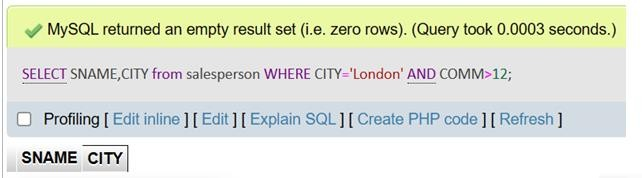 MySQL returned an empty result set (i.e. zero rows). (Query took 0.0003 seconds.)
SELECT SNAME,CITY from salesperson WHERE CITY='London' AND COMM>12;
Profiling [ Edit inline ] [ Edit ] [ Explain SQL ] [ Create PHP code ] [ Refresh ]
SNAME CITY